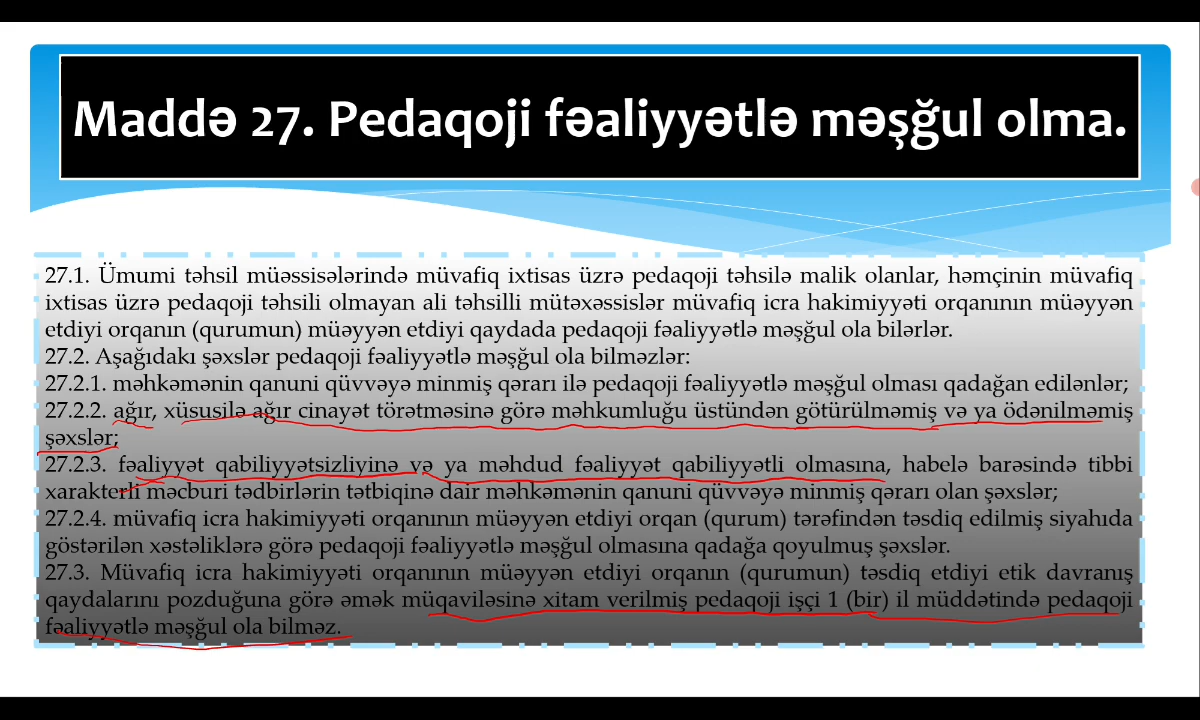 Maddə 27. Pedaqoji fəaliyyətlə məşğul olma.
27.1. Ümumi təhsil müəssisələrində müvafiq ixtisas üzrə pedaqoji təhsilə malik olanlar, həmçinin müvafiq
ixtisas üzrə pedaqoji təhsili olmayan ali təhsilli mütəxəssislər müvafiq icra hakimiyyəti orqanının müəyyən
etdiyi orqanın (qurumun) müəyyən etdiyi qaydada pedaqoji fəaliyyətlə məşğul ola bilərlər.
27.2. Aşağıdakı şəxslər pedaqoji fəaliyyətlə məşğul ola bilməzlər:
27.2.1. məhkəmənin qanuni qüvvəyə minmiş qərarı ilə pedaqoji fəaliyyətlə məşğul olması qadağan edilənlər;
27.2.2. ağır, xüsusilə ağır cinayət törətməsinə görə məhkumluğu üstündən götürülməmiş və ya ödənilməmiş
şəxslər;
27.2.3. fəaliyyət qabiliyyətsizliyinə və ya məhdud fəaliyyət qabiliyyətli olmasına, habelə barəsində tibbi
xarakterli məcburi tədbirlərin tətbiqinə dair məhkəmənin qanuni qüvvəyə minmiş qərarı olan şəxslər;
27.2.4. müvafiq icra hakimiyyəti orqanının müəyyən etdiyi orqan (qurum) tərəfindən təsdiq edilmiş siyahıda
göstərilən xəstəliklərə görə pedaqoji fəaliyyətlə məşğul olmasına qadağa qoyulmuş şəxslər.
27.3. Müvafiq icra hakimiyyəti orqanının müəyyən etdiyi orqanın (qurumun) təsdiq etdiyi etik davranış
qaydalarını pozduğuna görə əmək müqaviləsinə xitam verilmiş pedaqoji işçi 1 (bir) il müddətində pedaqoji
fəaliyyətlə məşğul ola bilməz.